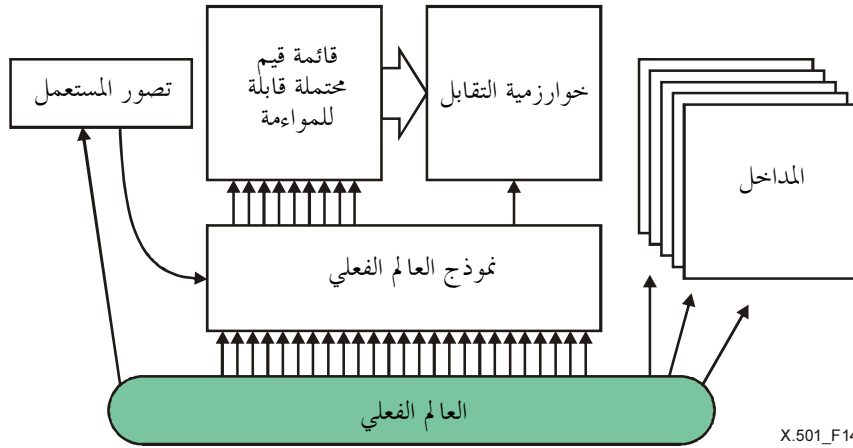 قائمة قيم
محتملة قابلة
للمواءمة
خوارزمية التقابل
تصور المستعمل
المداخل
نموذج العالم الفعلي
العالم الفعلي
X.501_F14